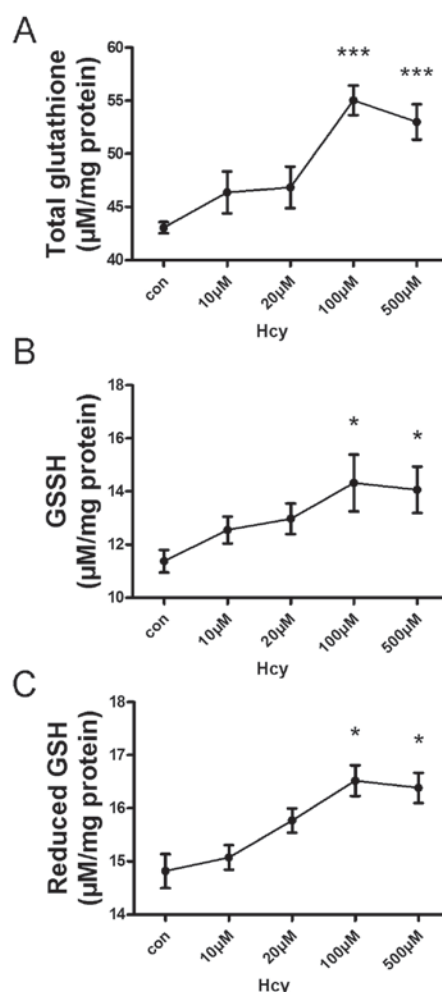 A
Total glutathione
(µM/mg protein)
60
55
50
45
40
***
***
con
10µM
20µM
100µM
500µM
Hcy
B
GSSH
(µM/mg protein)
18
16
14
12
10
*
*
con
10µM
20µM
100µM
500µM
Hcy
C
Reduced GSH
(µM/mg protein)
18
17
16
15
14
*
*
con
10µM
20µM
100µM
500µM
Hcy